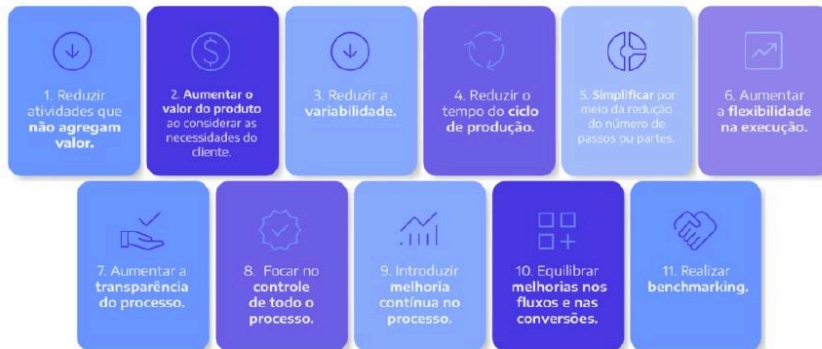 1. Reduzir
atividades que
não agregam
valor.
2. Aumentar o
valor do produto
ao considerar as
necessidades do
cliente.
3. Reduzir a
variabilidade.
4. Reduzir o
tempo do ciclo
de produção.
5. Simplificar por
meio da redução
do número de
passos ou partes.
6. Aumentar
a flexibilidade
na execução.
7. Aumentar a
transparência
do processo.
8. Focar no
controle
de todo o
processo.
9. Introduzir
melhoria
contínua no
processo.
10. Equilibrar
melhorias nos
fluxos e nas
conversões.
11. Realizar
benchmarking.